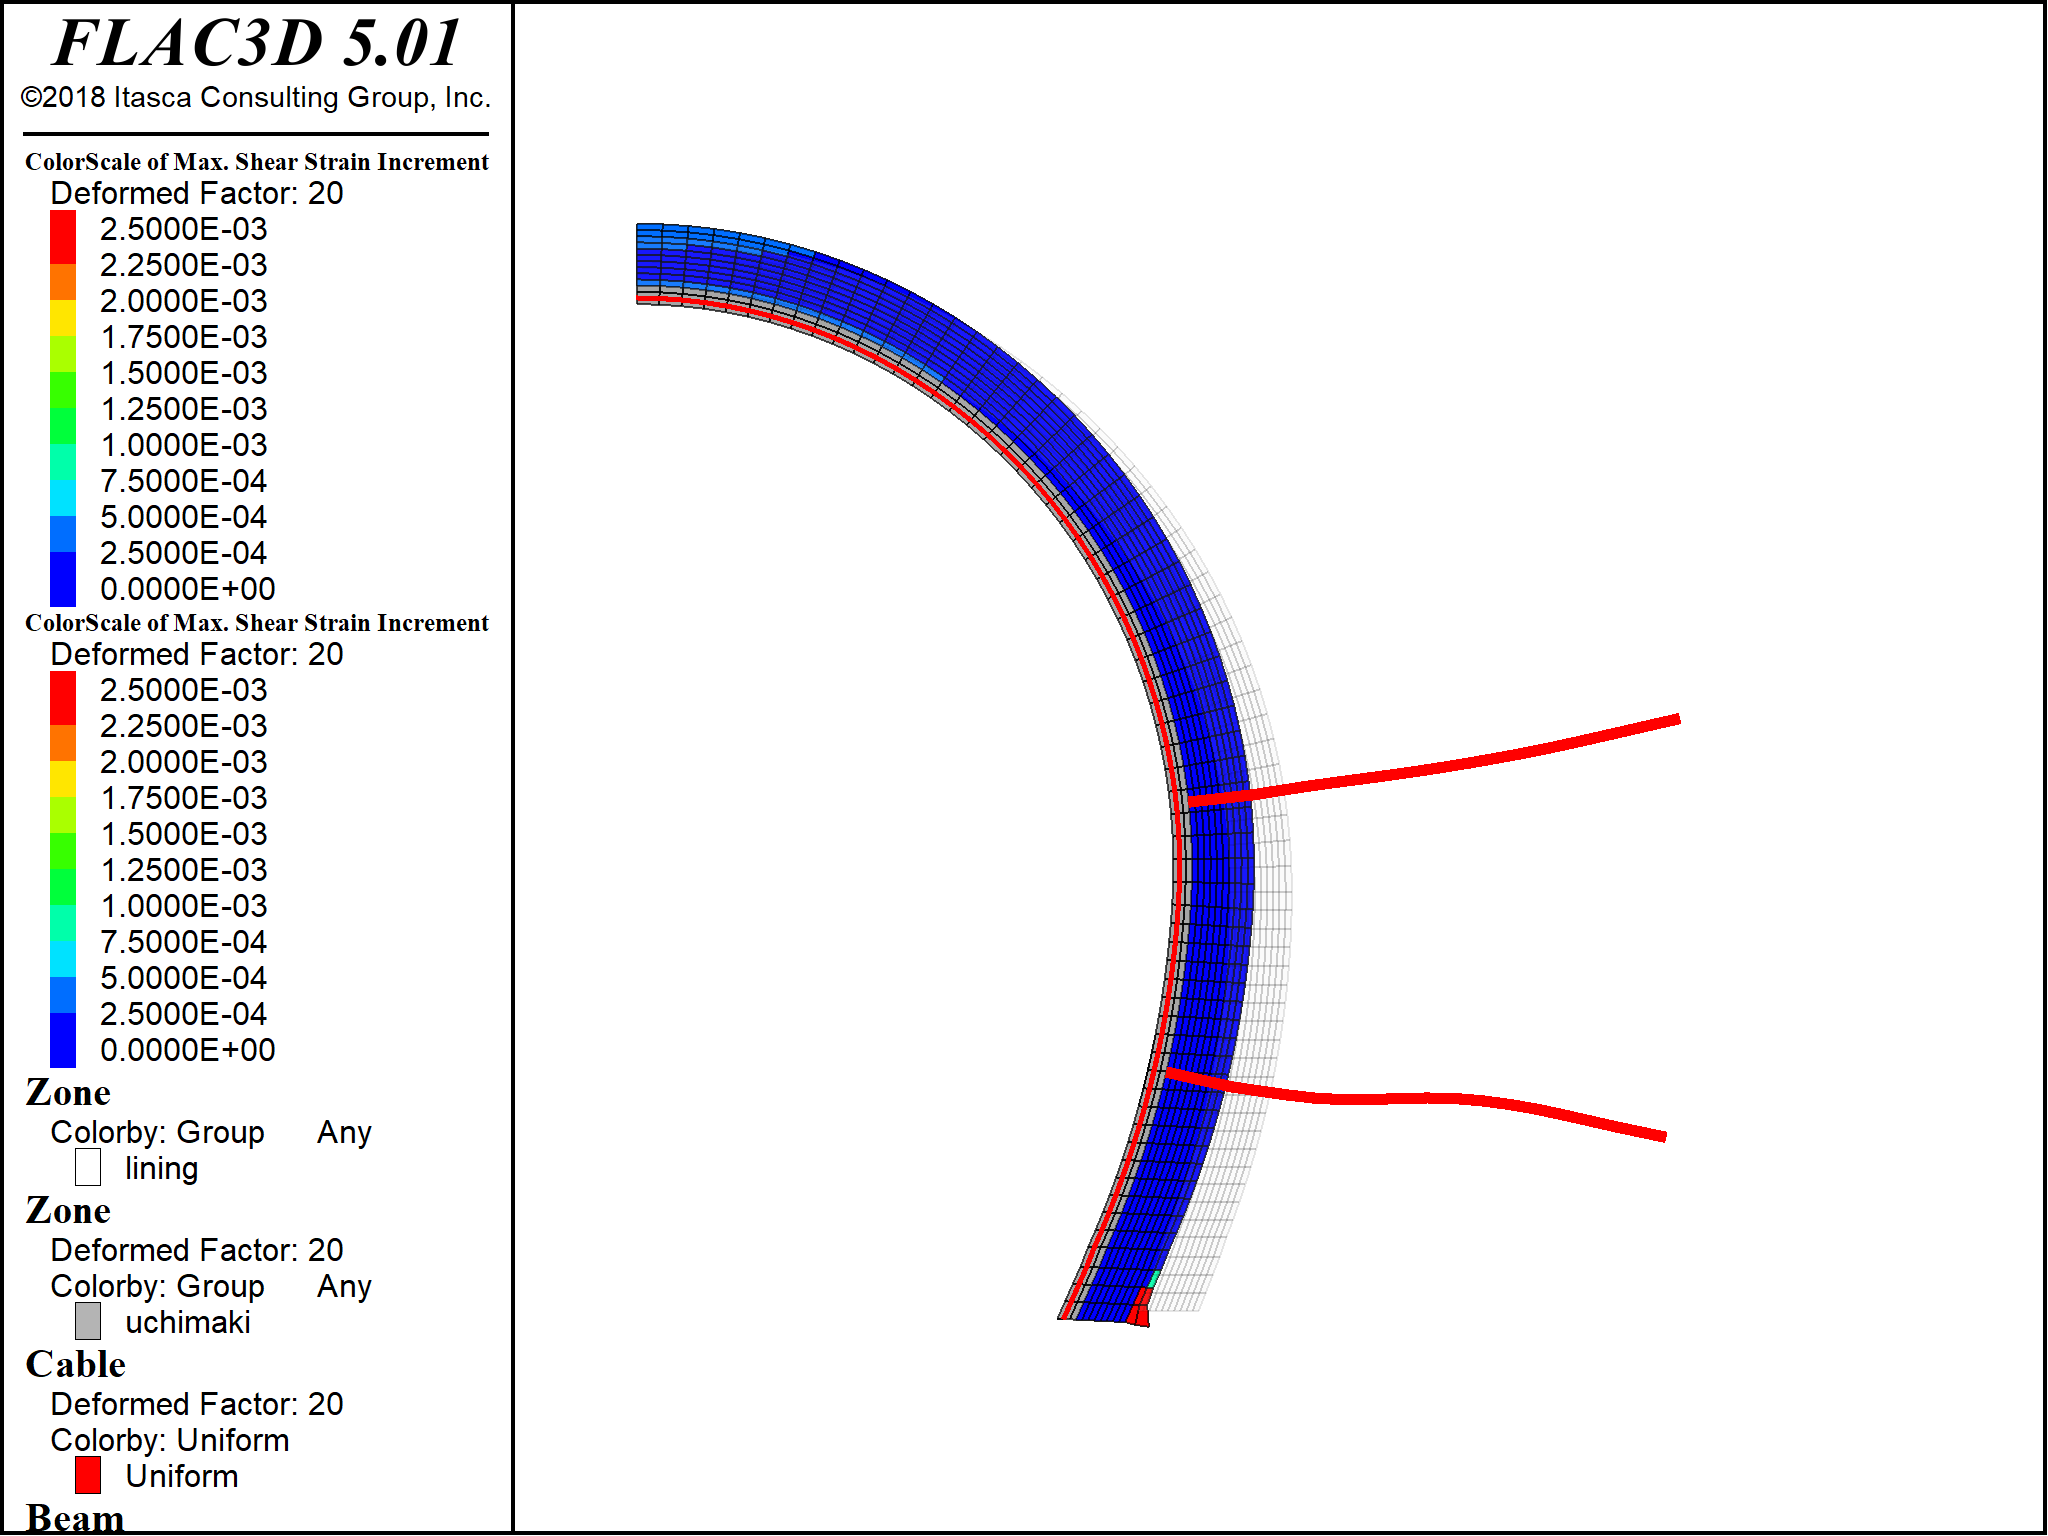 FLAC3D 5.01
©2018 Itasca Consulting Group, Inc.
ColorScale of Max. Shear Strain Increment
Deformed Factor: 20
2.5000E-03
2.2500E-03
2.0000E-03
1.7500E-03
1.5000E-03
1.2500E-03
1.0000E-03
7.5000E-04
5.0000E-04
2.5000E-04
0.0000E+00
ColorScale of Max. Shear Strain Increment
Deformed Factor: 20
2.5000E-03
2.2500E-03
2.0000E-03
1.7500E-03
1.5000E-03
1.2500E-03
1.0000E-03
7.5000E-04
5.0000E-04
2.5000E-04
0.0000E+00
Zone
Colorby: Group Any
lining
Zone
Deformed Factor: 20
Colorby: Group Any
uchimaki
Cable
Deformed Factor: 20
Colorby: Uniform
Uniform
Beam